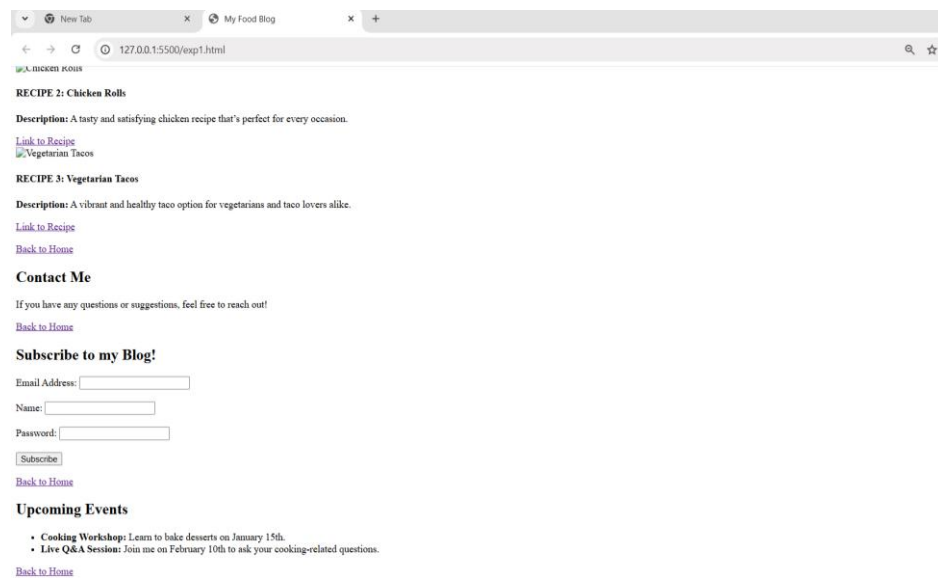 New Tab
My Food Blog
127.0.0.1:5500/exp1.html
Chicken Rolls
RECIPE 2: Chicken Rolls
Description: A tasty and satisfying chicken recipe that's perfect for every occasion.
Link to Recipe
Vegetarian Tacos
RECIPE 3: Vegetarian Tacos
Description: A vibrant and healthy taco option for vegetarians and taco lovers alike.
Link to Recipe
Back to Home
Contact Me
If you have any questions or suggestions, feel free to reach out!
Back to Home
Subscribe to my Blog!
Email Address:
Name:
Password:
Subscribe
Back to Home
Upcoming Events
Cooking Workshop: Learn to bake desserts on January 15th.
Live Q&A Session: Join me on February 10th to ask your cooking-related questions.
Back to Home